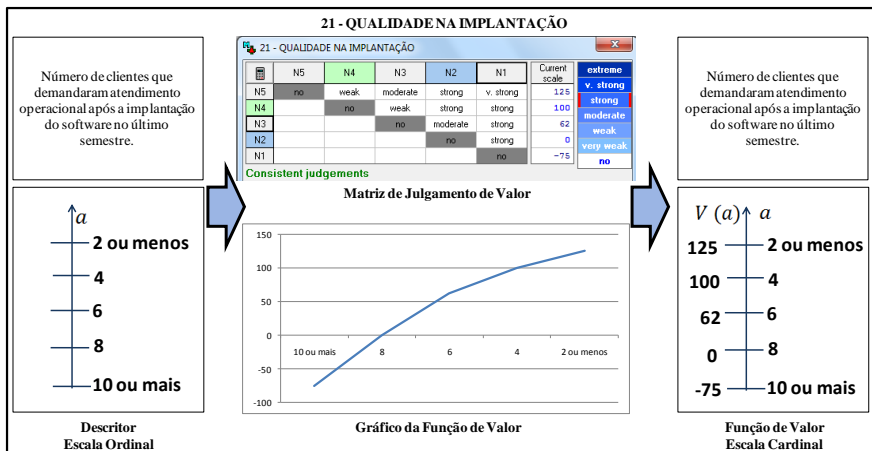 21 - QUALIDADE NA IMPLANTAÇÃO
Número de clientes que
demandaram atendimento
operacional após a implantação
do software no último
semestre.
a
2 ou menos
4
6
8
10 ou mais
Descritor
Escala Ordinal
21 - QUALIDADE NA IMPLANTAÇÃO
N5 N4 N3 N2 N1 Current scale
N5 no weak moderate strong v. strong 125
N4 no weak strong strong 100
N3 no moderate strong 62
N2 no strong 0
N1 no -75
extreme
v. strong
strong
moderate
weak
very weak
no
Consistent judgements
Matriz de Julgamento de Valor
150
100
50
0
-50
-100
10 ou mais 8 6 4 2 ou menos
Gráfico da Função de Valor
Número de clientes que
demandaram atendimento
operacional após a implantação
do software no último
semestre.
V (a) a
125 2 ou menos
100 4
62 6
0 8
-75 10 ou mais
Função de Valor
Escala Cardinal